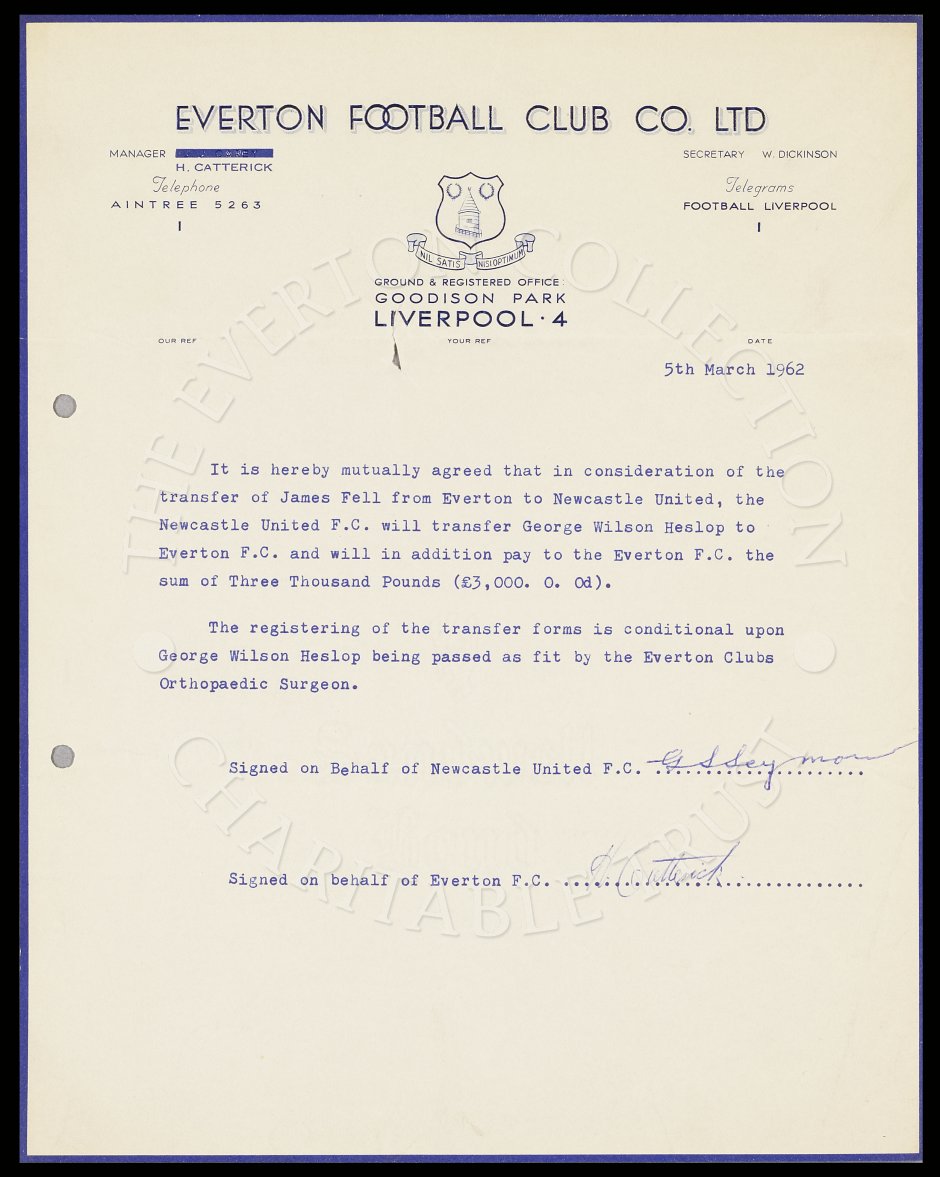 EVERTON FOOTBALL CLUB CO. LTD
MANAGER
H. CATTERICK
SECRETARY W. DICKINSON
Telephone
AINTREE 5263
Telegrams
FOOTBALL LIVERPOOL
NIL SATIS NISI OPTIMUM
GROUND & REGISTERED OFFICE:
GOODISON PARK
LIVERPOOL · 4
OUR REF YOUR REF DATE
5th March 1962
It is hereby mutually agreed that in consideration of the
transfer of James Fell from Everton to Newcastle United, the
Newcastle United F.C. will transfer George Wilson Heslop to
Everton F.C. and will in addition pay to the Everton F.C. the
sum of Three Thousand Pounds (£3,000. 0. 0d).
The registering of the transfer forms is conditional upon
George Wilson Heslop being passed as fit by the Everton Clubs
Orthopaedic Surgeon.
Signed on Behalf of Newcastle United F.C. G S Seymour
Signed on behalf of Everton F.C. H. Catterick
THE EVERTON COLLECTION
CHARITABLE TRUST